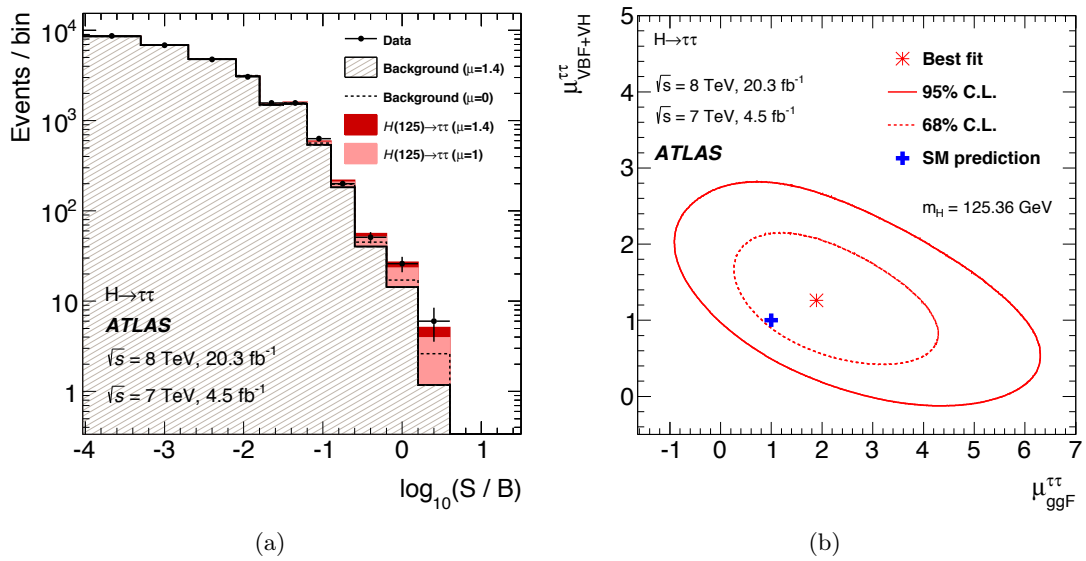 Events / bin
10⁴
10³
10²
10
1
-4 -3 -2 -1 0 1
log₁₀(S / B)
Data
Background (μ=1.4)
Background (μ=0)
H(125)→ττ (μ=1.4)
H(125)→ττ (μ=1)
H→ττ
ATLAS
√s = 8 TeV, 20.3 fb⁻¹
√s = 7 TeV, 4.5 fb⁻¹
(a)
μ^ττ_VBF+VH
5
4
3
2
1
0
-1 0 1 2 3 4 5 6 7
μ^ττ_ggF
H→ττ
√s = 8 TeV, 20.3 fb⁻¹
√s = 7 TeV, 4.5 fb⁻¹
ATLAS
Best fit
95% C.L.
68% C.L.
SM prediction
m_H = 125.36 GeV
(b)